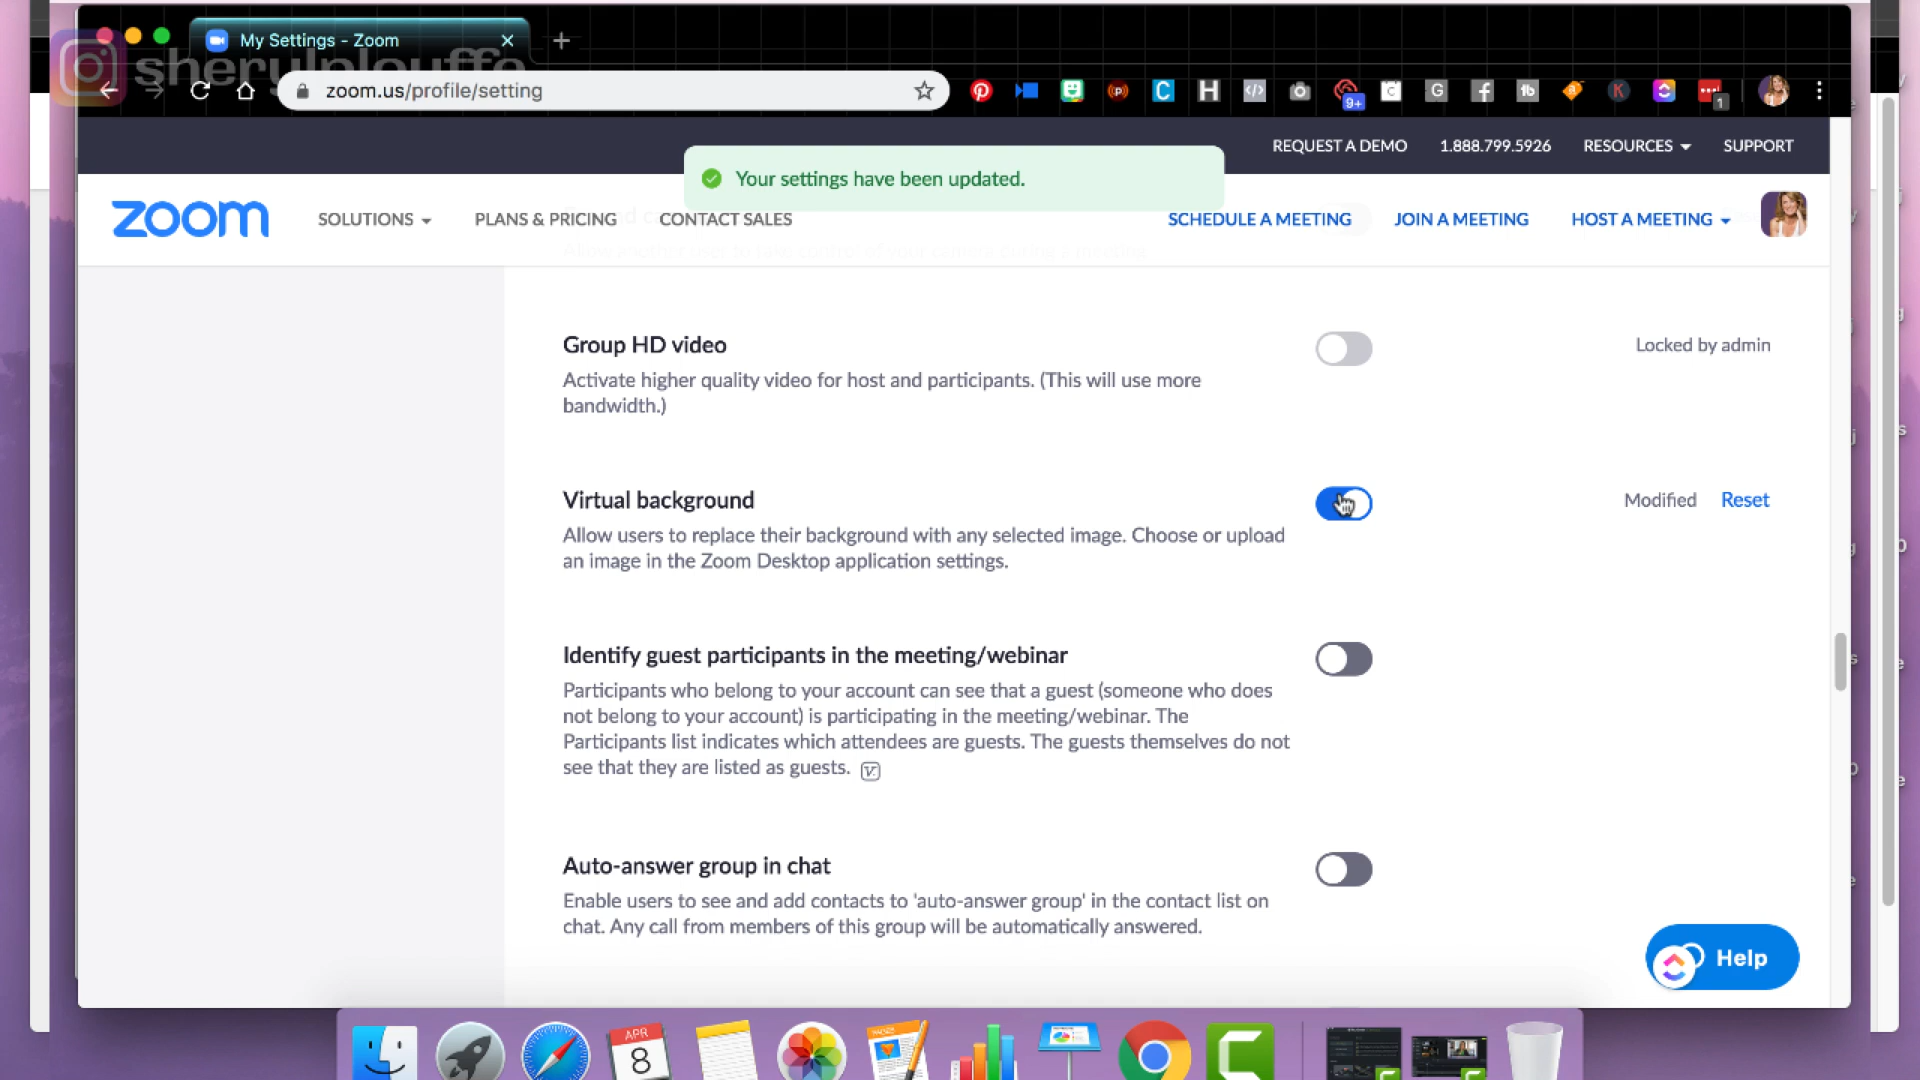 My Settings - Zoom
sherylplouffe
zoom.us/profile/setting
9+
1
REQUEST A DEMO 1.888.799.5926 RESOURCES SUPPORT
Your settings have been updated.
zoom SOLUTIONS PLANS & PRICING CONTACT SALES SCHEDULE A MEETING JOIN A MEETING HOST A MEETING
Group HD video
Locked by admin
Activate higher quality video for host and participants. (This will use more
bandwidth.)
Virtual background
Modified Reset
Allow users to replace their background with any selected image. Choose or upload
an image in the Zoom Desktop application settings.
Identify guest participants in the meeting/webinar
Participants who belong to your account can see that a guest (someone who does
not belong to your account) is participating in the meeting/webinar. The
Participants list indicates which attendees are guests. The guests themselves do not
see that they are listed as guests.
Auto-answer group in chat
Enable users to see and add contacts to 'auto-answer group' in the contact list on
chat. Any call from members of this group will be automatically answered.
Help
APR
8